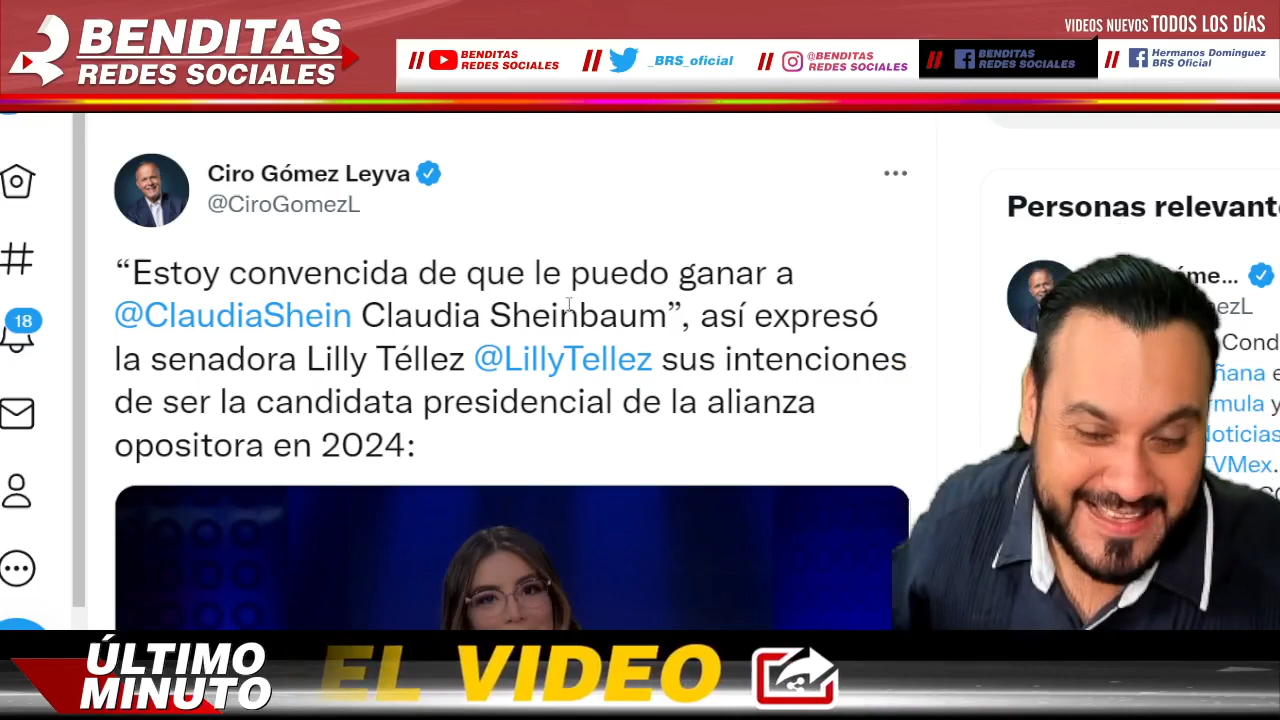 BENDITAS
REDES SOCIALES
VIDEOS NUEVOS TODOS LOS DÍAS
// BENDITAS
REDES SOCIALES
// _BRS_oficial
// @BENDITAS
REDES SOCIALES
// BENDITAS
REDES SOCIALES
// Hermanos Dominguez
BRS Oficial
18
Ciro Gómez Leyva
@CiroGomezL
“Estoy convencida de que le puedo ganar a
@ClaudiaShein Claudia Sheinbaum”, así expresó
la senadora Lilly Téllez @LillyTellez sus intenciones
de ser la candidata presidencial de la alianza
opositora en 2024:
Personas relevant
ÚLTIMO
MINUTO
EL VIDEO